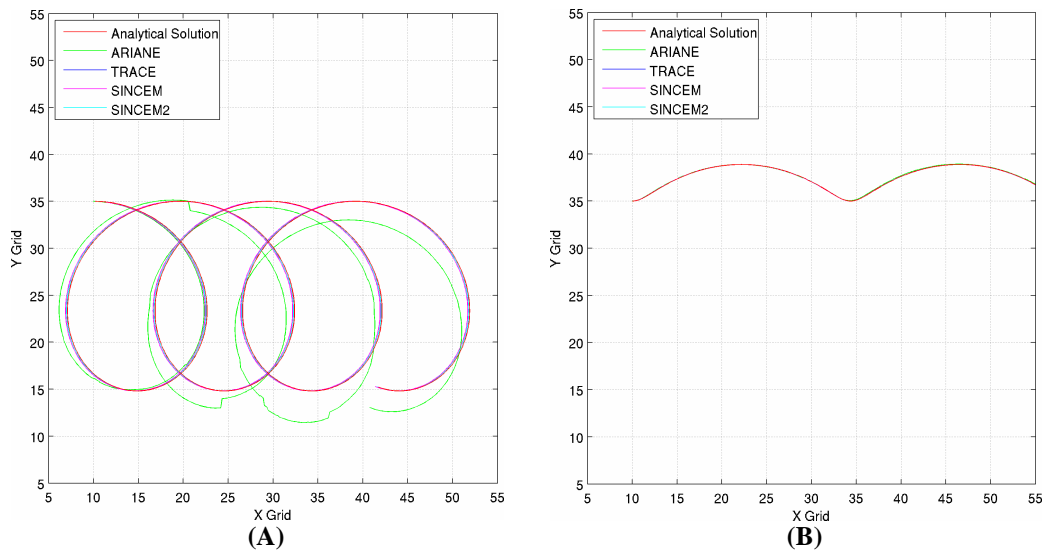 55
50
45
40
35
30
25
20
15
10
5
Y Grid
Analytical Solution
ARIANE
TRACE
SINCEM
SINCEM2
5 10 15 20 25 30 35 40 45 50 55
X Grid
(A)
55
50
45
40
35
30
25
20
15
10
5
Y Grid
Analytical Solution
ARIANE
TRACE
SINCEM
SINCEM2
5 10 15 20 25 30 35 40 45 50 55
X Grid
(B)